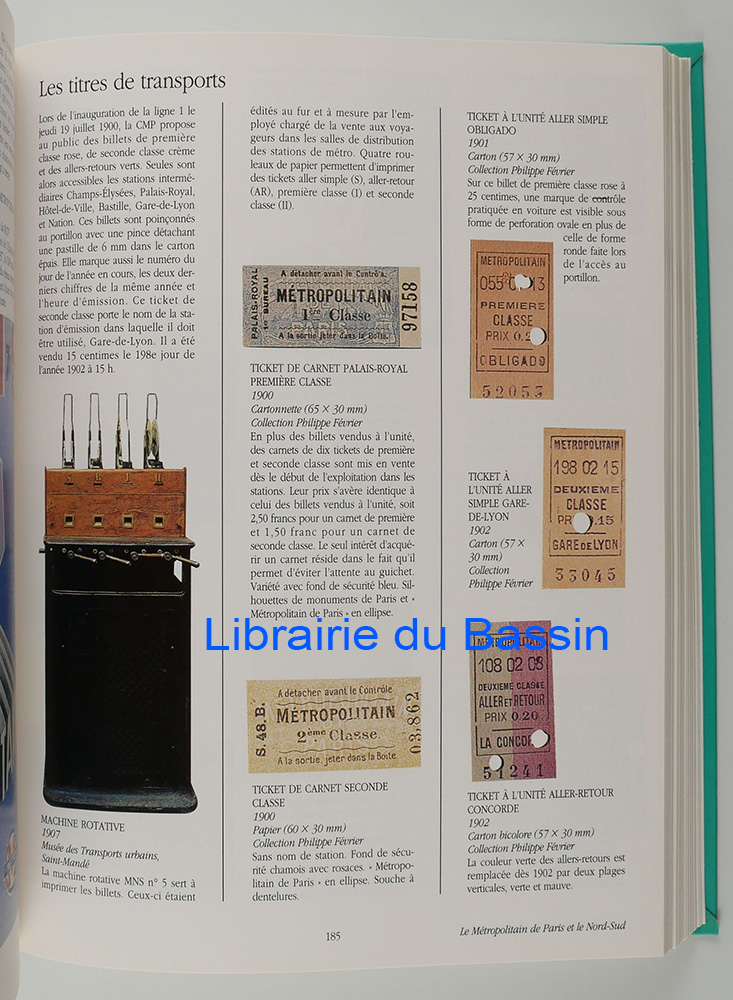 Les titres de transports
Lors de l'inauguration de la ligne 1 le
jeudi 19 juillet 1900, la CMP propose
au public des billets de première
classe rose, de seconde classe crème
et des allers-retours verts. Seules sont
alors accessibles les stations intermé-
diaires Champs-Élysées, Palais-Royal,
Hôtel-de-Ville, Bastille, Gare-de-Lyon
et Nation. Ces billets sont poinçonnés
au portillon avec une pince détachant
une pastille de 6 mm dans le carton
épais. Elle marque aussi le numéro du
jour de l'année en cours, les deux der-
niers chiffres de la même année et
l'heure d'émission. Ce ticket de
seconde classe porte le nom de la sta-
tion d'émission dans laquelle il doit
être utilisé, Gare-de-Lyon. Il a été
vendu 15 centimes le 198e jour de
l'année 1902 à 15 h.
S R I II
MACHINE ROTATIVE
1907
Musée des Transports urbains,
Saint-Mandé
La machine rotative MNS n° 5 sert à
imprimer les billets. Ceux-ci étaient
édités au fur et à mesure par l'em-
ployé chargé de la vente aux voya-
geurs dans les salles de distribution
des stations de métro. Quatre rou-
leaux de papier permettent d'imprimer
des tickets aller simple (S), aller-retour
(AR), première classe (I) et seconde
classe (II).
PALAIS-ROYAL
1er BUREAU
A détacher avant le Contrôle.
MÉTROPOLITAIN
1ère Classe
PARIS
A la sortie jeter dans la Boîte.
97158
TICKET DE CARNET PALAIS-ROYAL
PREMIÈRE CLASSE
1900
Cartonnette (65 × 30 mm)
Collection Philippe Février
En plus des billets vendus à l'unité,
des carnets de dix tickets de première
et seconde classe sont mis en vente
dès le début de l'exploitation dans les
stations. Leur prix s'avère identique à
celui des billets vendus à l'unité, soit
2,50 francs pour un carnet de première
et 1,50 franc pour un carnet de
seconde classe. Le seul intérêt d'acqué-
rir un carnet réside dans le fait qu'il
permet d'éviter l'attente au guichet.
Variété avec fond de sécurité bleu. Sil-
houettes de monuments de Paris et «
Métropolitain de Paris » en ellipse.
Librairie du Bassin
S.48.B.
A détacher avant le Contrôle
MÉTROPOLITAIN
2ème Classe.
A la sortie, jeter dans la Boîte
03,862
TICKET DE CARNET SECONDE
CLASSE
1900
Papier (60 × 30 mm)
Collection Philippe Février
Sans nom de station. Fond de sécu-
rité chamois avec rosaces. « Métropo-
litain de Paris » en ellipse. Souche à
dentelures.
TICKET À L'UNITÉ ALLER SIMPLE
OBLIGADO
1901
Carton (57 × 30 mm)
Collection Philippe Février
Sur ce billet de première classe rose à
25 centimes, une marque de contrôle
pratiquée en voiture est visible sous
forme de perforation ovale en plus de
celle de forme
ronde faite lors
de l'accès au
portillon.
METROPOLITAIN
055 13
PREMIERE
CLASSE
PRIX 0.2
OBLIGADO
52053
TICKET À
L'UNITÉ ALLER
SIMPLE GARE-
DE-LYON
1902
Carton (57 ×
30 mm)
Collection
Philippe Février
METROPOLITAIN
198 02 15
DEUXIEME
CLASSE
PR 0.15
GARE DE LYON
33045
METROPOLITAIN
108 02 08
DEUXIEME CLASSE
ALLER ET RETOUR
PRIX 0.20
LA CONCOR
51241
TICKET À L'UNITÉ ALLER-RETOUR
CONCORDE
1902
Carton bicolore (57 × 30 mm)
Collection Philippe Février
La couleur verte des allers-retours est
remplacée dès 1902 par deux plages
verticales, verte et mauve.
185
Le Métropolitain de Paris et le Nord-Sud